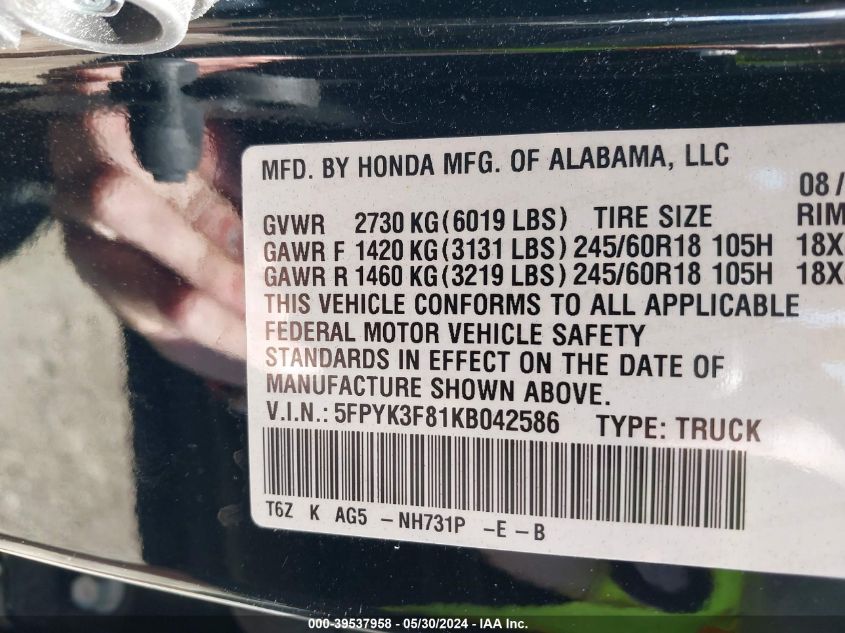 MFD. BY HONDA MFG. OF ALABAMA, LLC
08/
GVWR 2730 KG(6019 LBS) TIRE SIZE RIM
GAWR F 1420 KG(3131 LBS) 245/60R18 105H 18X
GAWR R 1460 KG(3219 LBS) 245/60R18 105H 18X
THIS VEHICLE CONFORMS TO ALL APPLICABLE
FEDERAL MOTOR VEHICLE SAFETY
STANDARDS IN EFFECT ON THE DATE OF
MANUFACTURE SHOWN ABOVE.
V.I.N.: 5FPYK3F81KB042586 TYPE: TRUCK
T6Z K AG5 – NH731P –E – B
000-39537958 - 05/30/2024 - IAAI Inc.